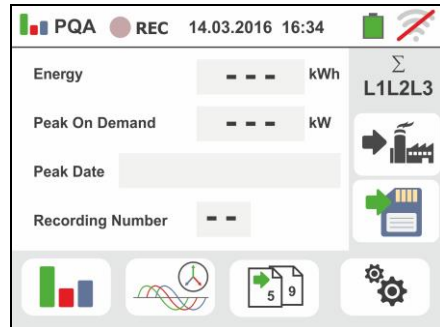 PQA REC 14.03.2016 16:34
Energy --- kWh
Σ
L1L2L3
Peak On Demand --- kW
Peak Date
Recording Number --
5 9